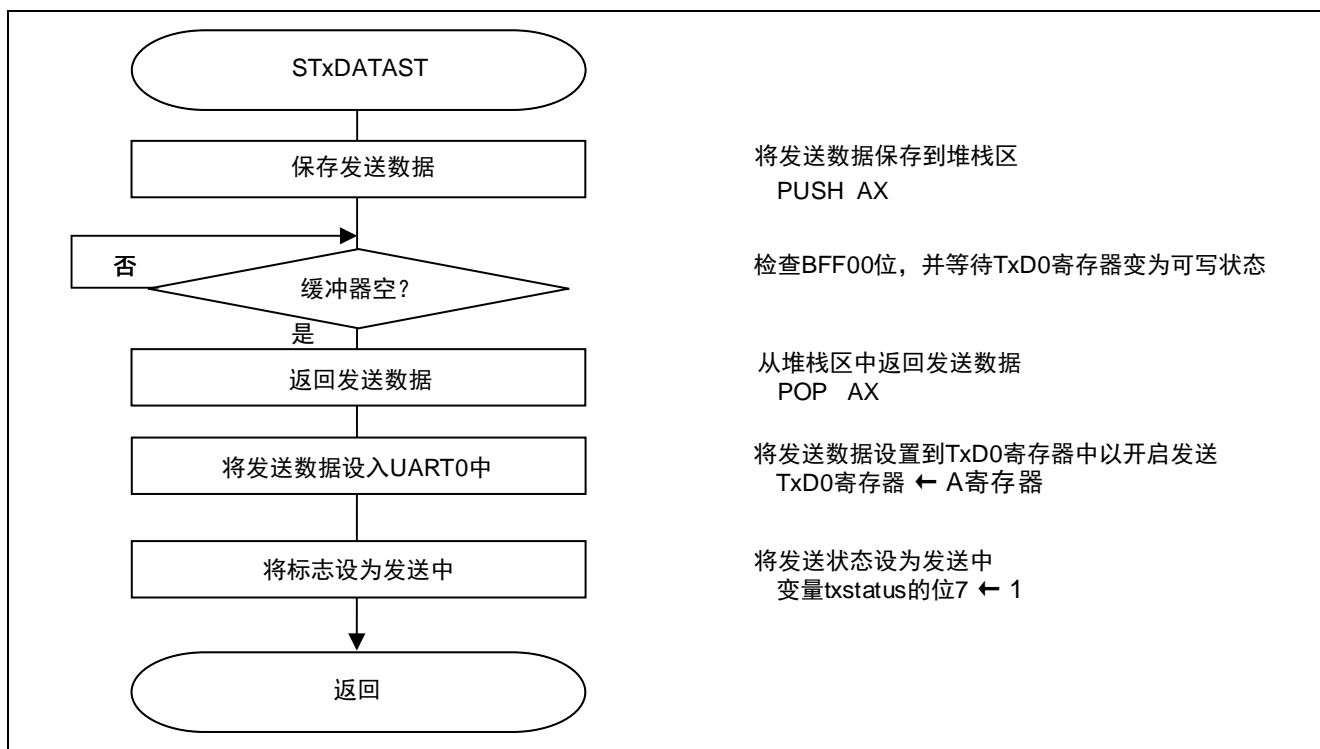 STxDATAST
保存发送数据
将发送数据保存到堆栈区
PUSH AX
否
缓冲器空?
检查BFF00位，并等待TxD0寄存器变为可写状态
是
返回发送数据
从堆栈区中返回发送数据
POP AX
将发送数据设入UART0中
将发送数据设置到TxD0寄存器中以开启发送
TxD0寄存器 ← A寄存器
将标志设为发送中
将发送状态设为发送中
变量txstatus的位7 ← 1
返回